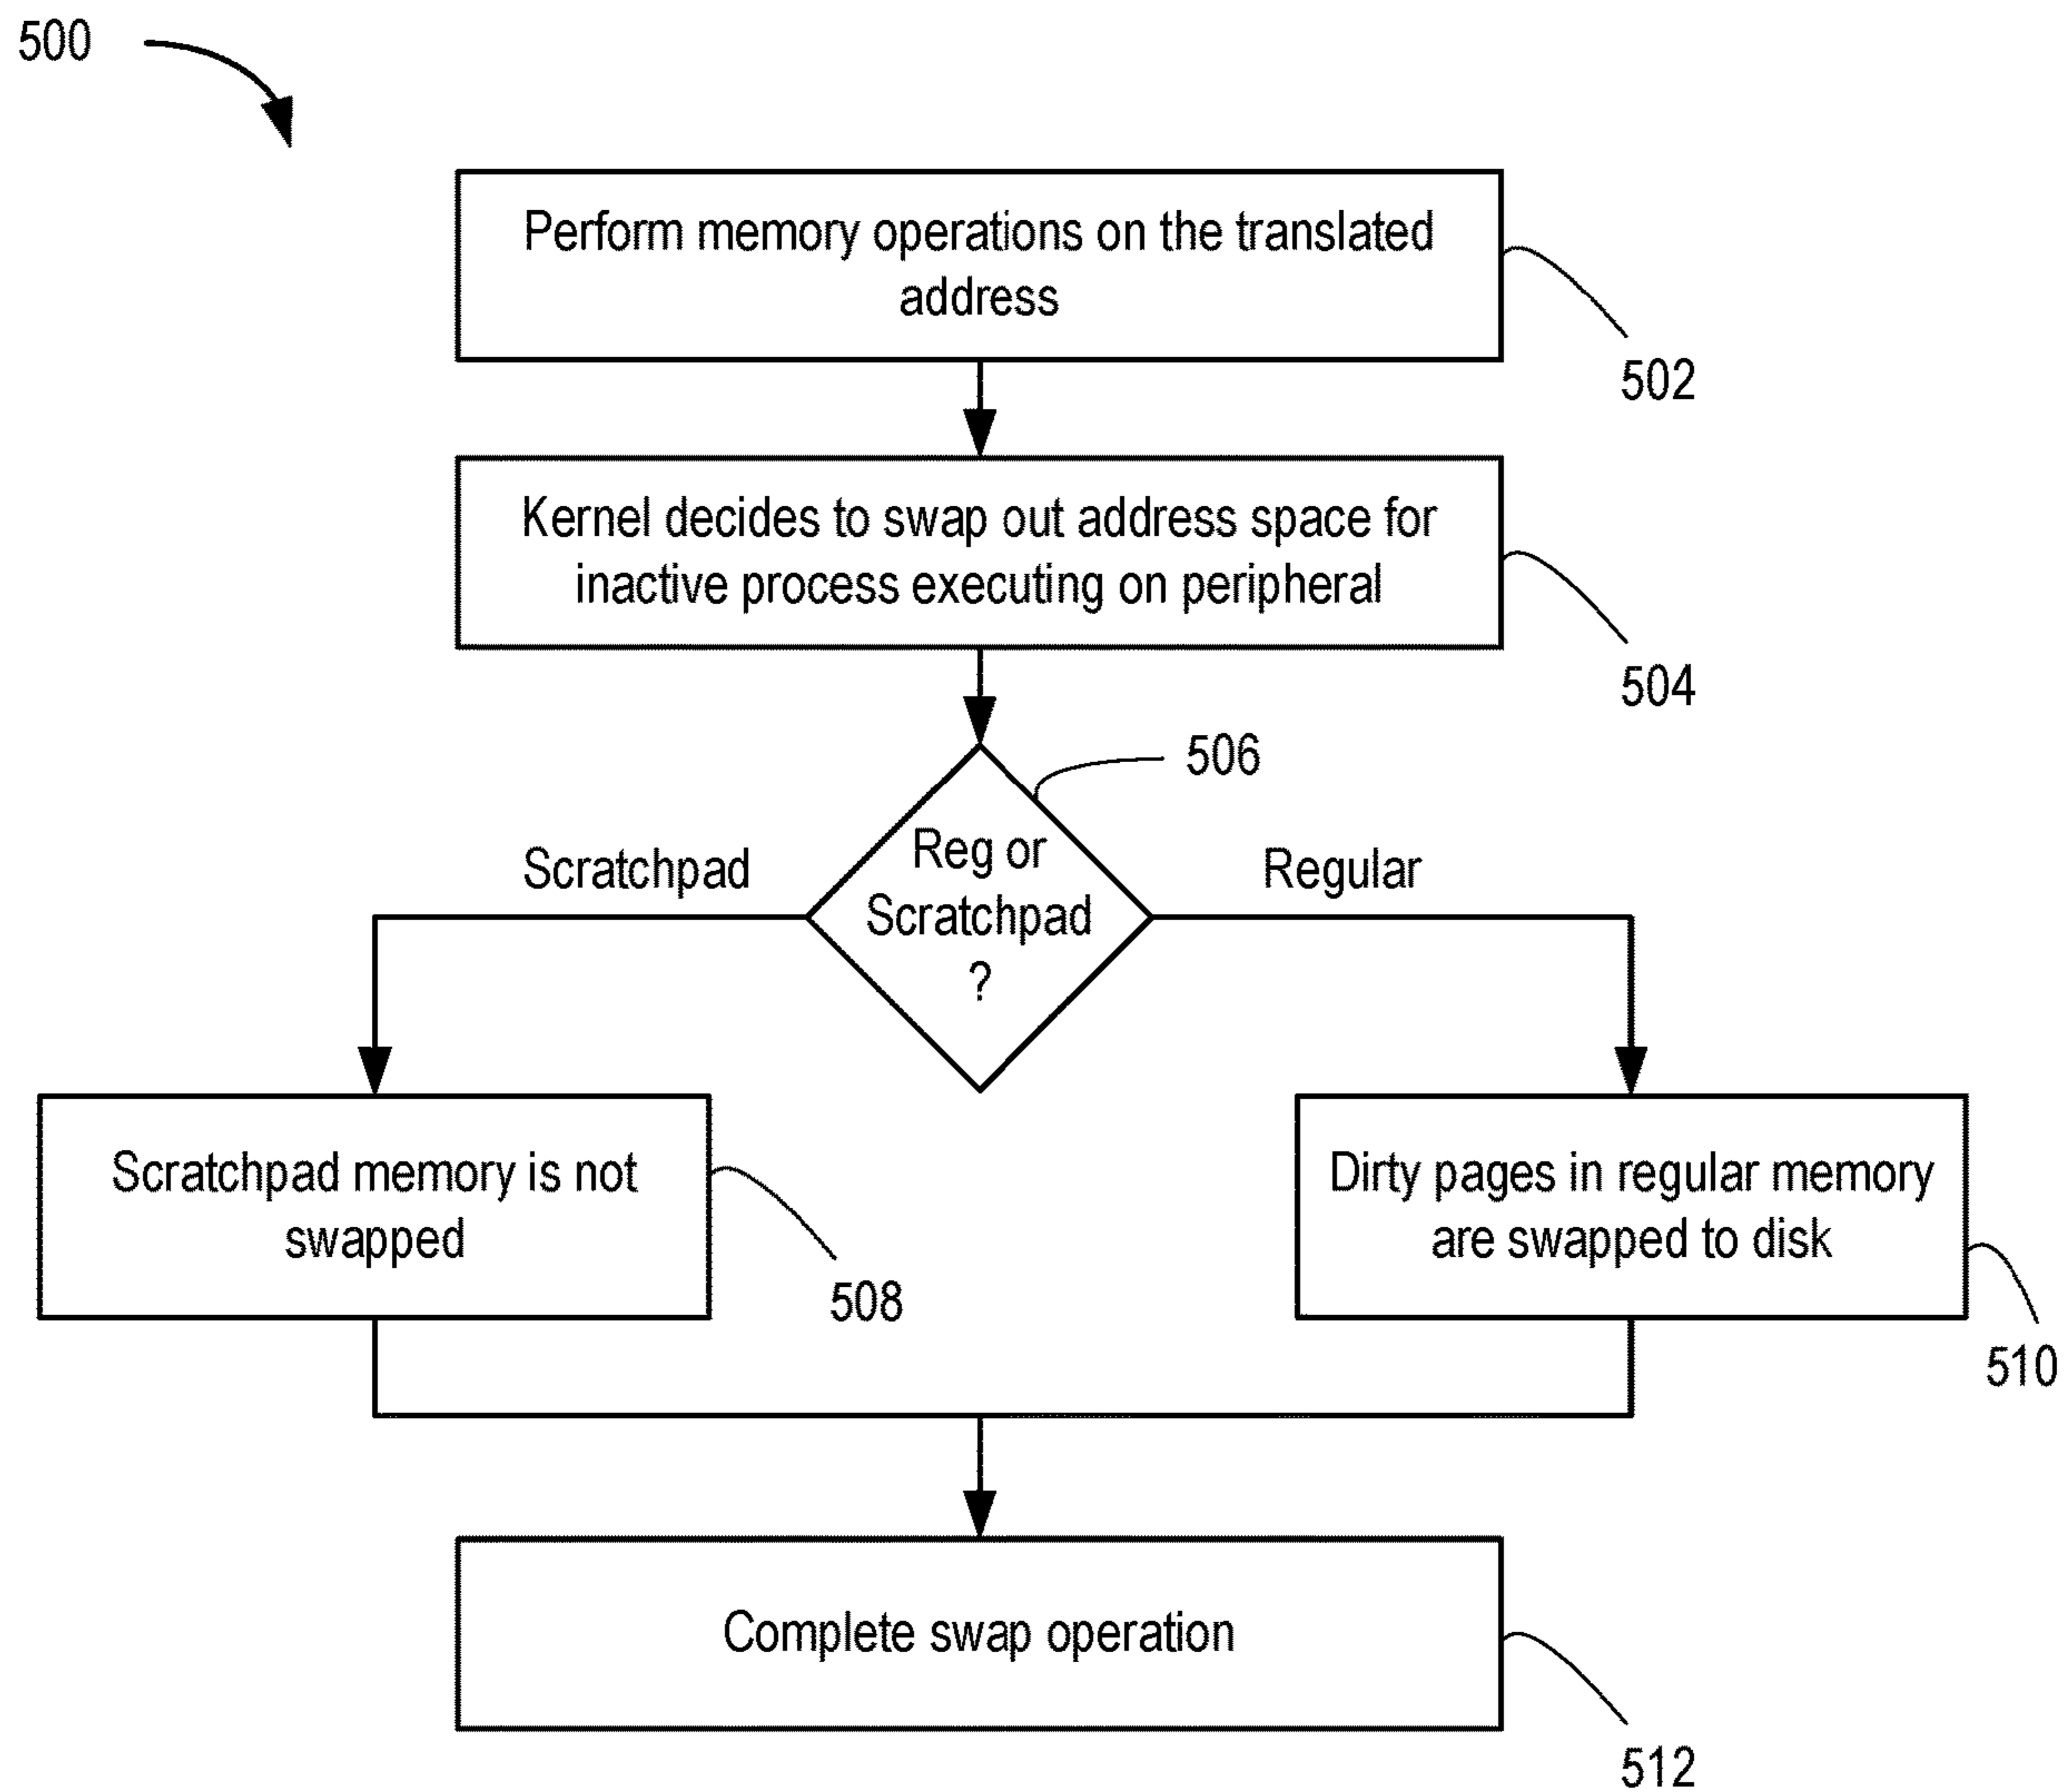 500
Perform memory operations on the translated
address
502
Kernel decides to swap out address space for
inactive process executing on peripheral
504
506
Reg or
Scratchpad
?
Scratchpad
Regular
Scratchpad memory is not
swapped
508
Dirty pages in regular memory
are swapped to disk
510
Complete swap operation
512